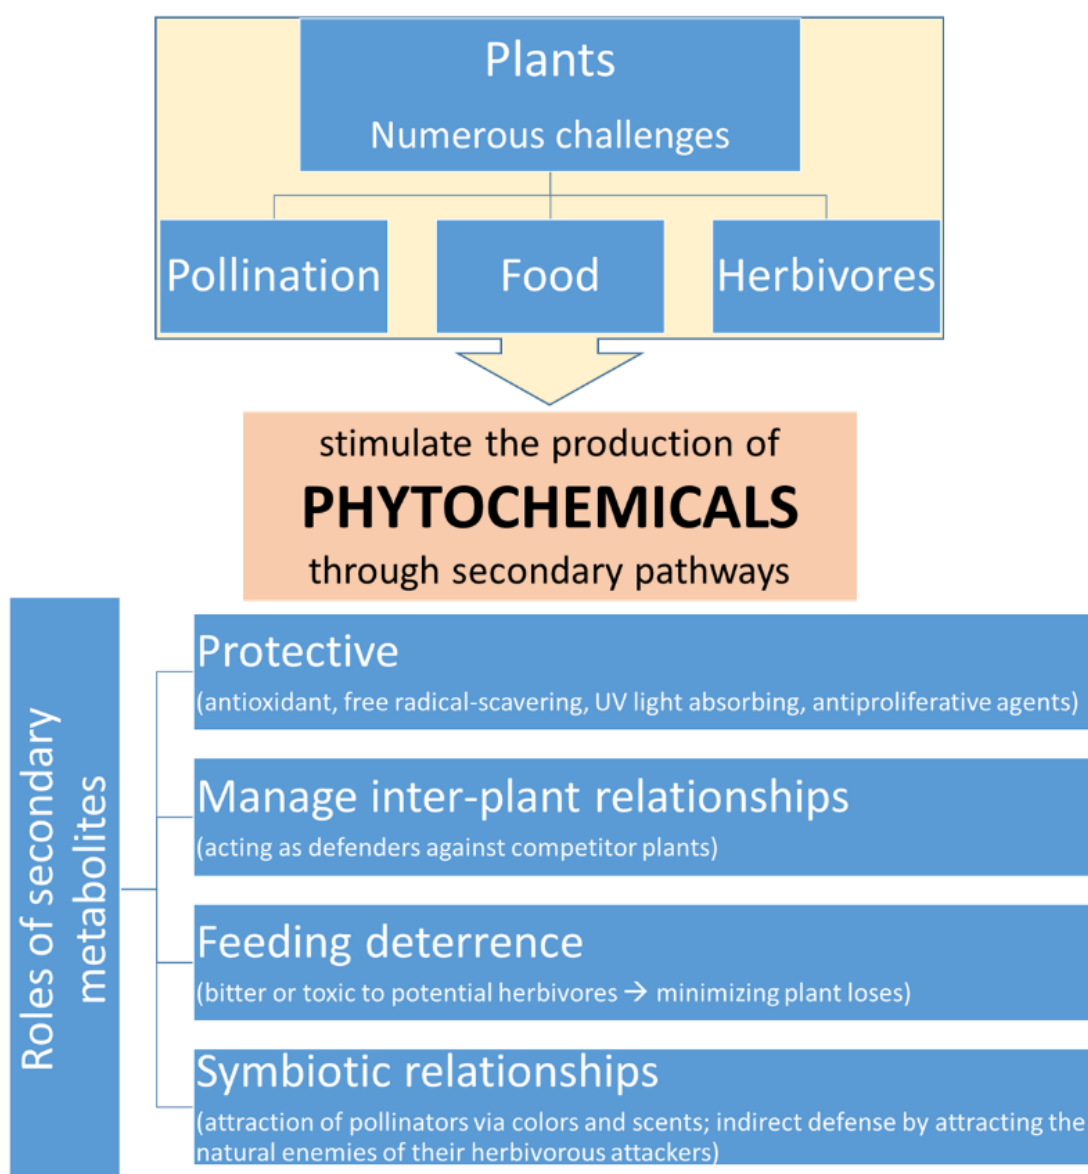 Plants
Numerous challenges
Pollination
Food
Herbivores
stimulate the production of
PHYTOCHEMICALS
through secondary pathways
Roles of secondary
metabolites
Protective
(antioxidant, free radical-scavering, UV light absorbing, antiproliferative agents)
Manage inter-plant relationships
(acting as defenders against competitor plants)
Feeding deterrence
(bitter or toxic to potential herbivores → minimizing plant loses)
Symbiotic relationships
(attraction of pollinators via colors and scents; indirect defense by attracting the
natural enemies of their herbivorous attackers)